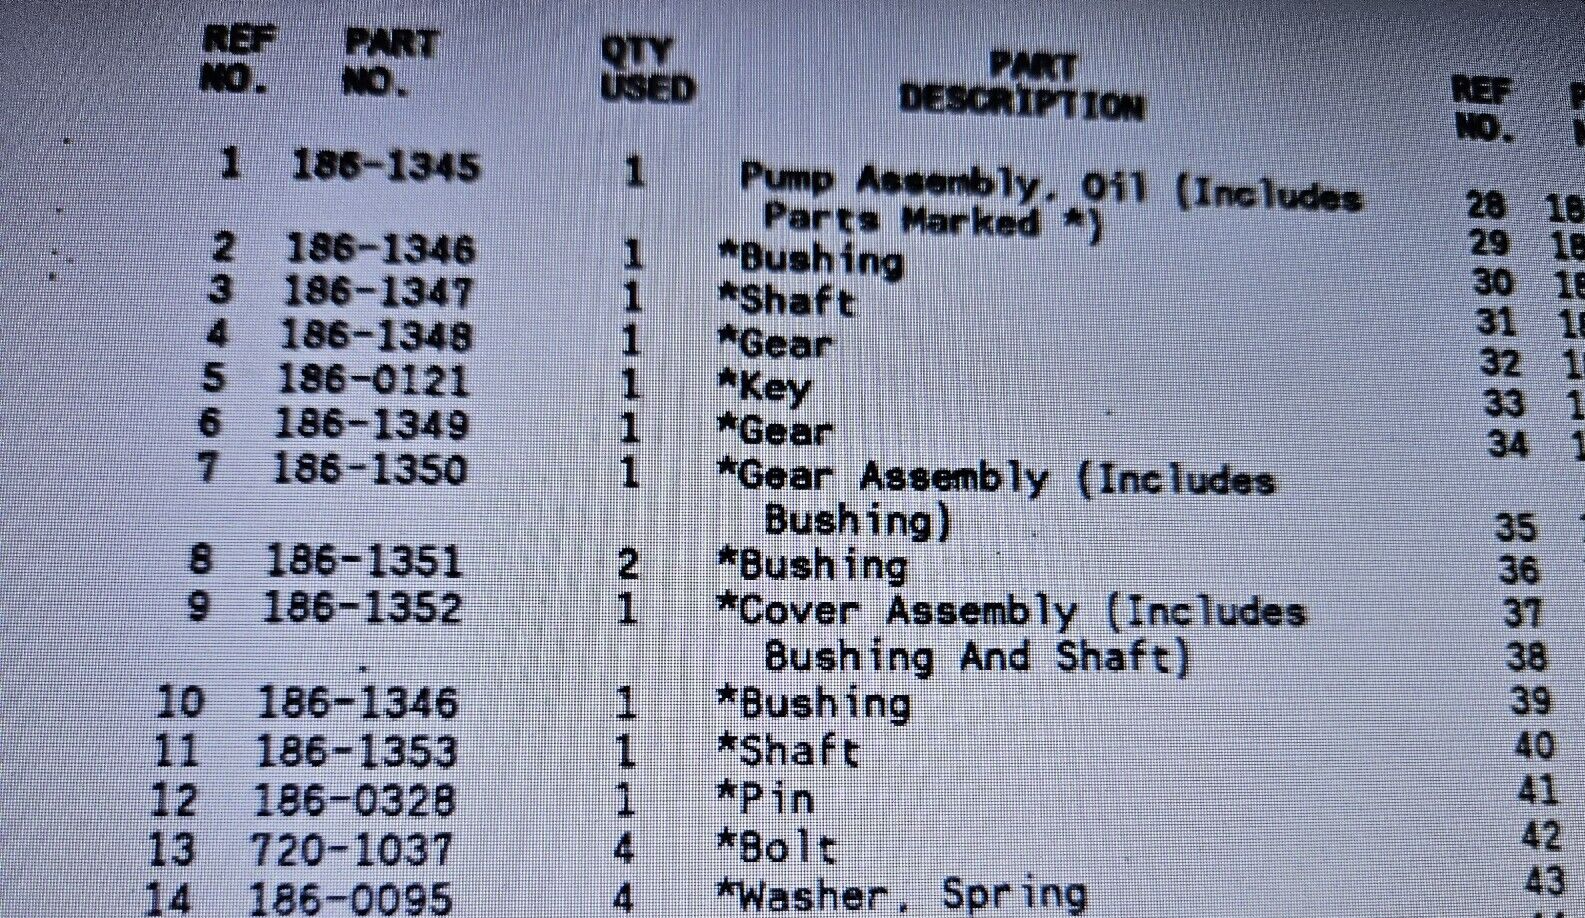 REF PART QTY PART REF
NO. NO. USED DESCRIPTION NO.
1 186-1345 1 Pump Assembly, Oil (Includes
Parts Marked *)
2 186-1346 1 *Bushing
3 186-1347 1 *Shaft
4 186-1348 1 *Gear
5 186-0121 1 *Key
6 186-1349 1 *Gear
7 186-1350 1 *Gear Assembly (Includes
Bushing)
8 186-1351 2 *Bushing
9 186-1352 1 *Cover Assembly (Includes
Bushing And Shaft)
10 186-1346 1 *Bushing
11 186-1353 1 *Shaft
12 186-0328 1 *Pin
13 720-1037 4 *Bolt
14 186-0095 4 *Washer, Spring
28
29
30
31
32
33
34
35
36
37
38
39
40
41
42
43